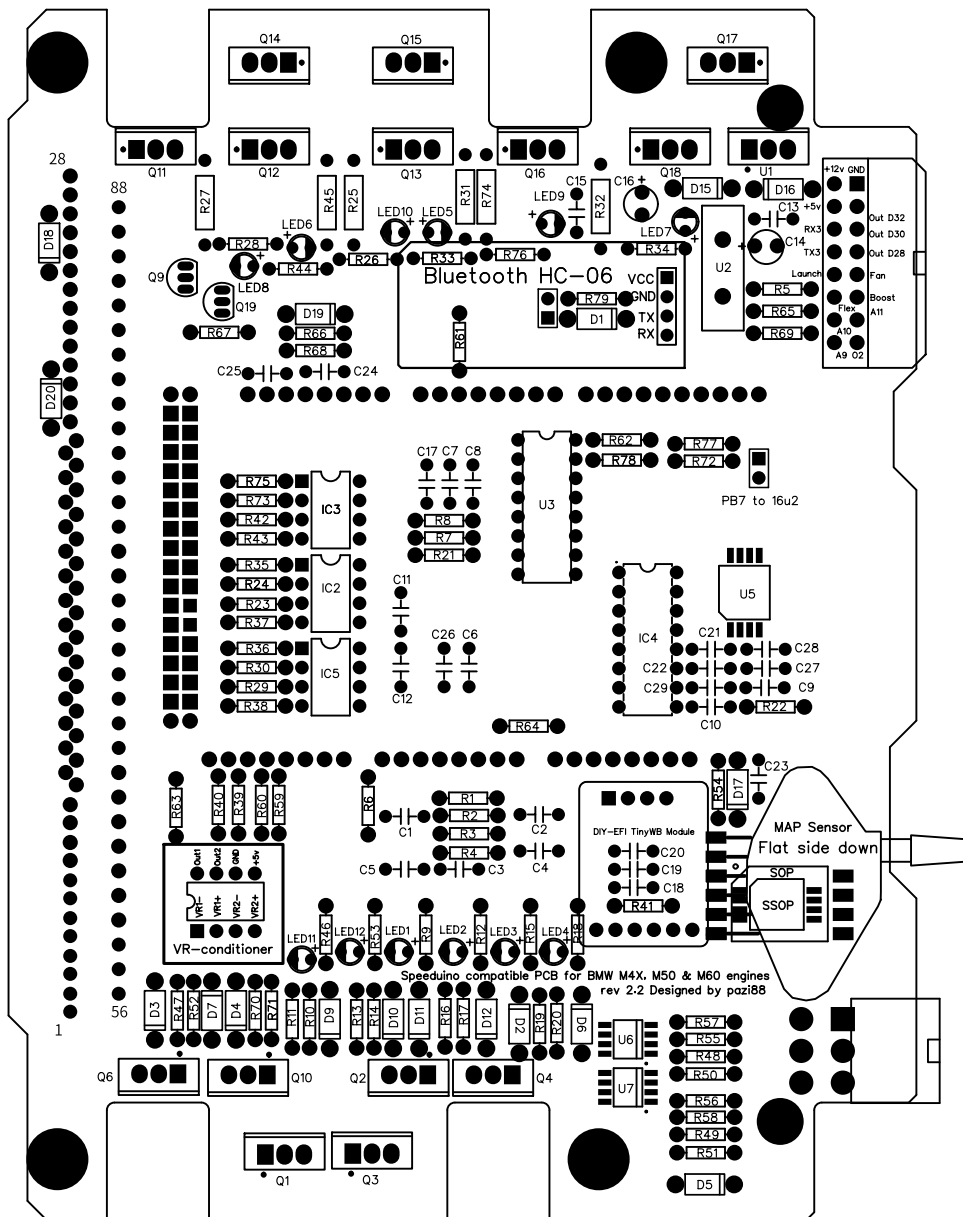 Q14
Q15
Q17
Q11
Q12
Q13
Q16
Q18
U1
28
88
R27
R45
R25
R31
R74
LED9
C15
R32
C16
D15
D16
+12v GND
+5v
C13
Out D32
RX3
Out D30
TX3
Out D28
Launch
Fan
Boost
Flex
A11
A10
A9 O2
D18
R28
LED6
LED10
LED5
LED7
C14
R26
R33
R76
R34
U2
Q9
LED8
R44
Bluetooth HC-06
VCC
GND
TX
RX
R79
D1
R5
R65
R69
Q19
D19
R67
R66
R68
R61
C25
C24
D20
R62
R78
R77
R72
PB7 to 16u2
C17
C7
C8
U3
R75
R73
R42
R43
IC3
R8
R7
R21
R35
R24
R23
R37
IC2
C11
U5
IC4
R36
R30
R29
R38
IC5
C12
C26
C6
C21
C28
C22
C27
C29
C9
C10
R22
R64
R63
R40
R39
R60
R59
R6
R1
R2
R3
R4
C1
C2
C5
C3
C4
R54
D17
C23
DIY-EFI TinyWB Module
C20
C19
C18
R41
MAP Sensor
Flat side down
SOP
SSOP
Out1
Out2
GND
+5v
VR1-
VR1+
VR2-
VR2+
VR-conditioner
LED11
R46
LED12
R53
LED1
R9
LED2
R12
LED3
R15
LED4
R18
Speeduino compatible PCB for BMW M4X, M50 & M60 engines
rev 2.2 Designed by pazi88
1
56
D3
R47
R52
D7
D4
R70
R71
R11
R10
D9
R13
R14
D10
D11
R16
R17
D12
D2
R19
R20
D6
U6
U7
R57
R55
R48
R50
R56
R58
R49
R51
D5
Q6
Q10
Q2
Q4
Q1
Q3